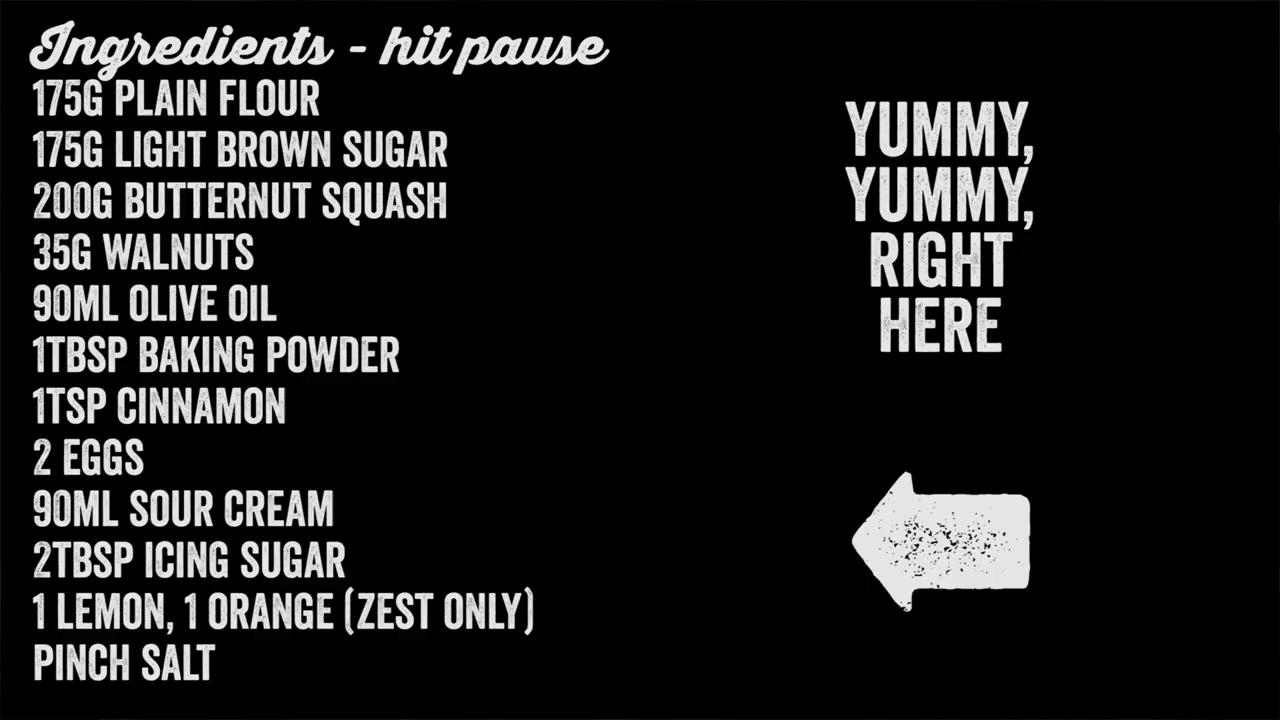 Ingredients - hit pause
175G PLAIN FLOUR
175G LIGHT BROWN SUGAR
200G BUTTERNUT SQUASH
35G WALNUTS
90ML OLIVE OIL
1TBSP BAKING POWDER
1TSP CINNAMON
2 EGGS
90ML SOUR CREAM
2TBSP ICING SUGAR
1 LEMON, 1 ORANGE (ZEST ONLY)
PINCH SALT
YUMMY,
YUMMY,
RIGHT
HERE